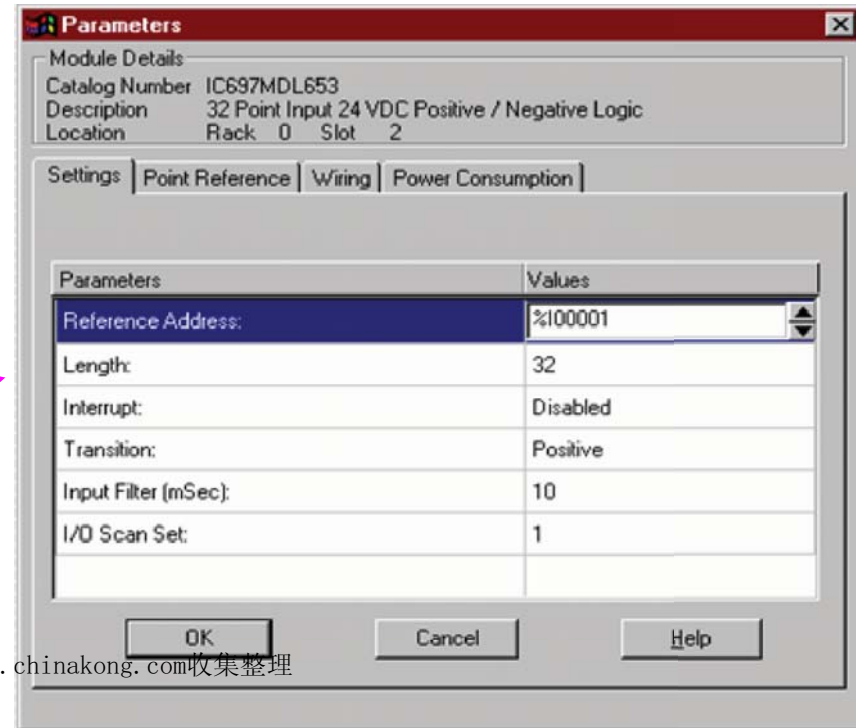 Parameters
Module Details
Catalog Number IC697MDL653
Description 32 Point Input 24 VDC Positive / Negative Logic
Location Rack 0 Slot 2
Settings Point Reference Wiring Power Consumption
Parameters Values
Reference Address: %I00001
Length: 32
Interrupt: Disabled
Transition: Positive
Input Filter (mSec): 10
I/O Scan Set: 1
OK Cancel Help
.chinakong.com收集整理